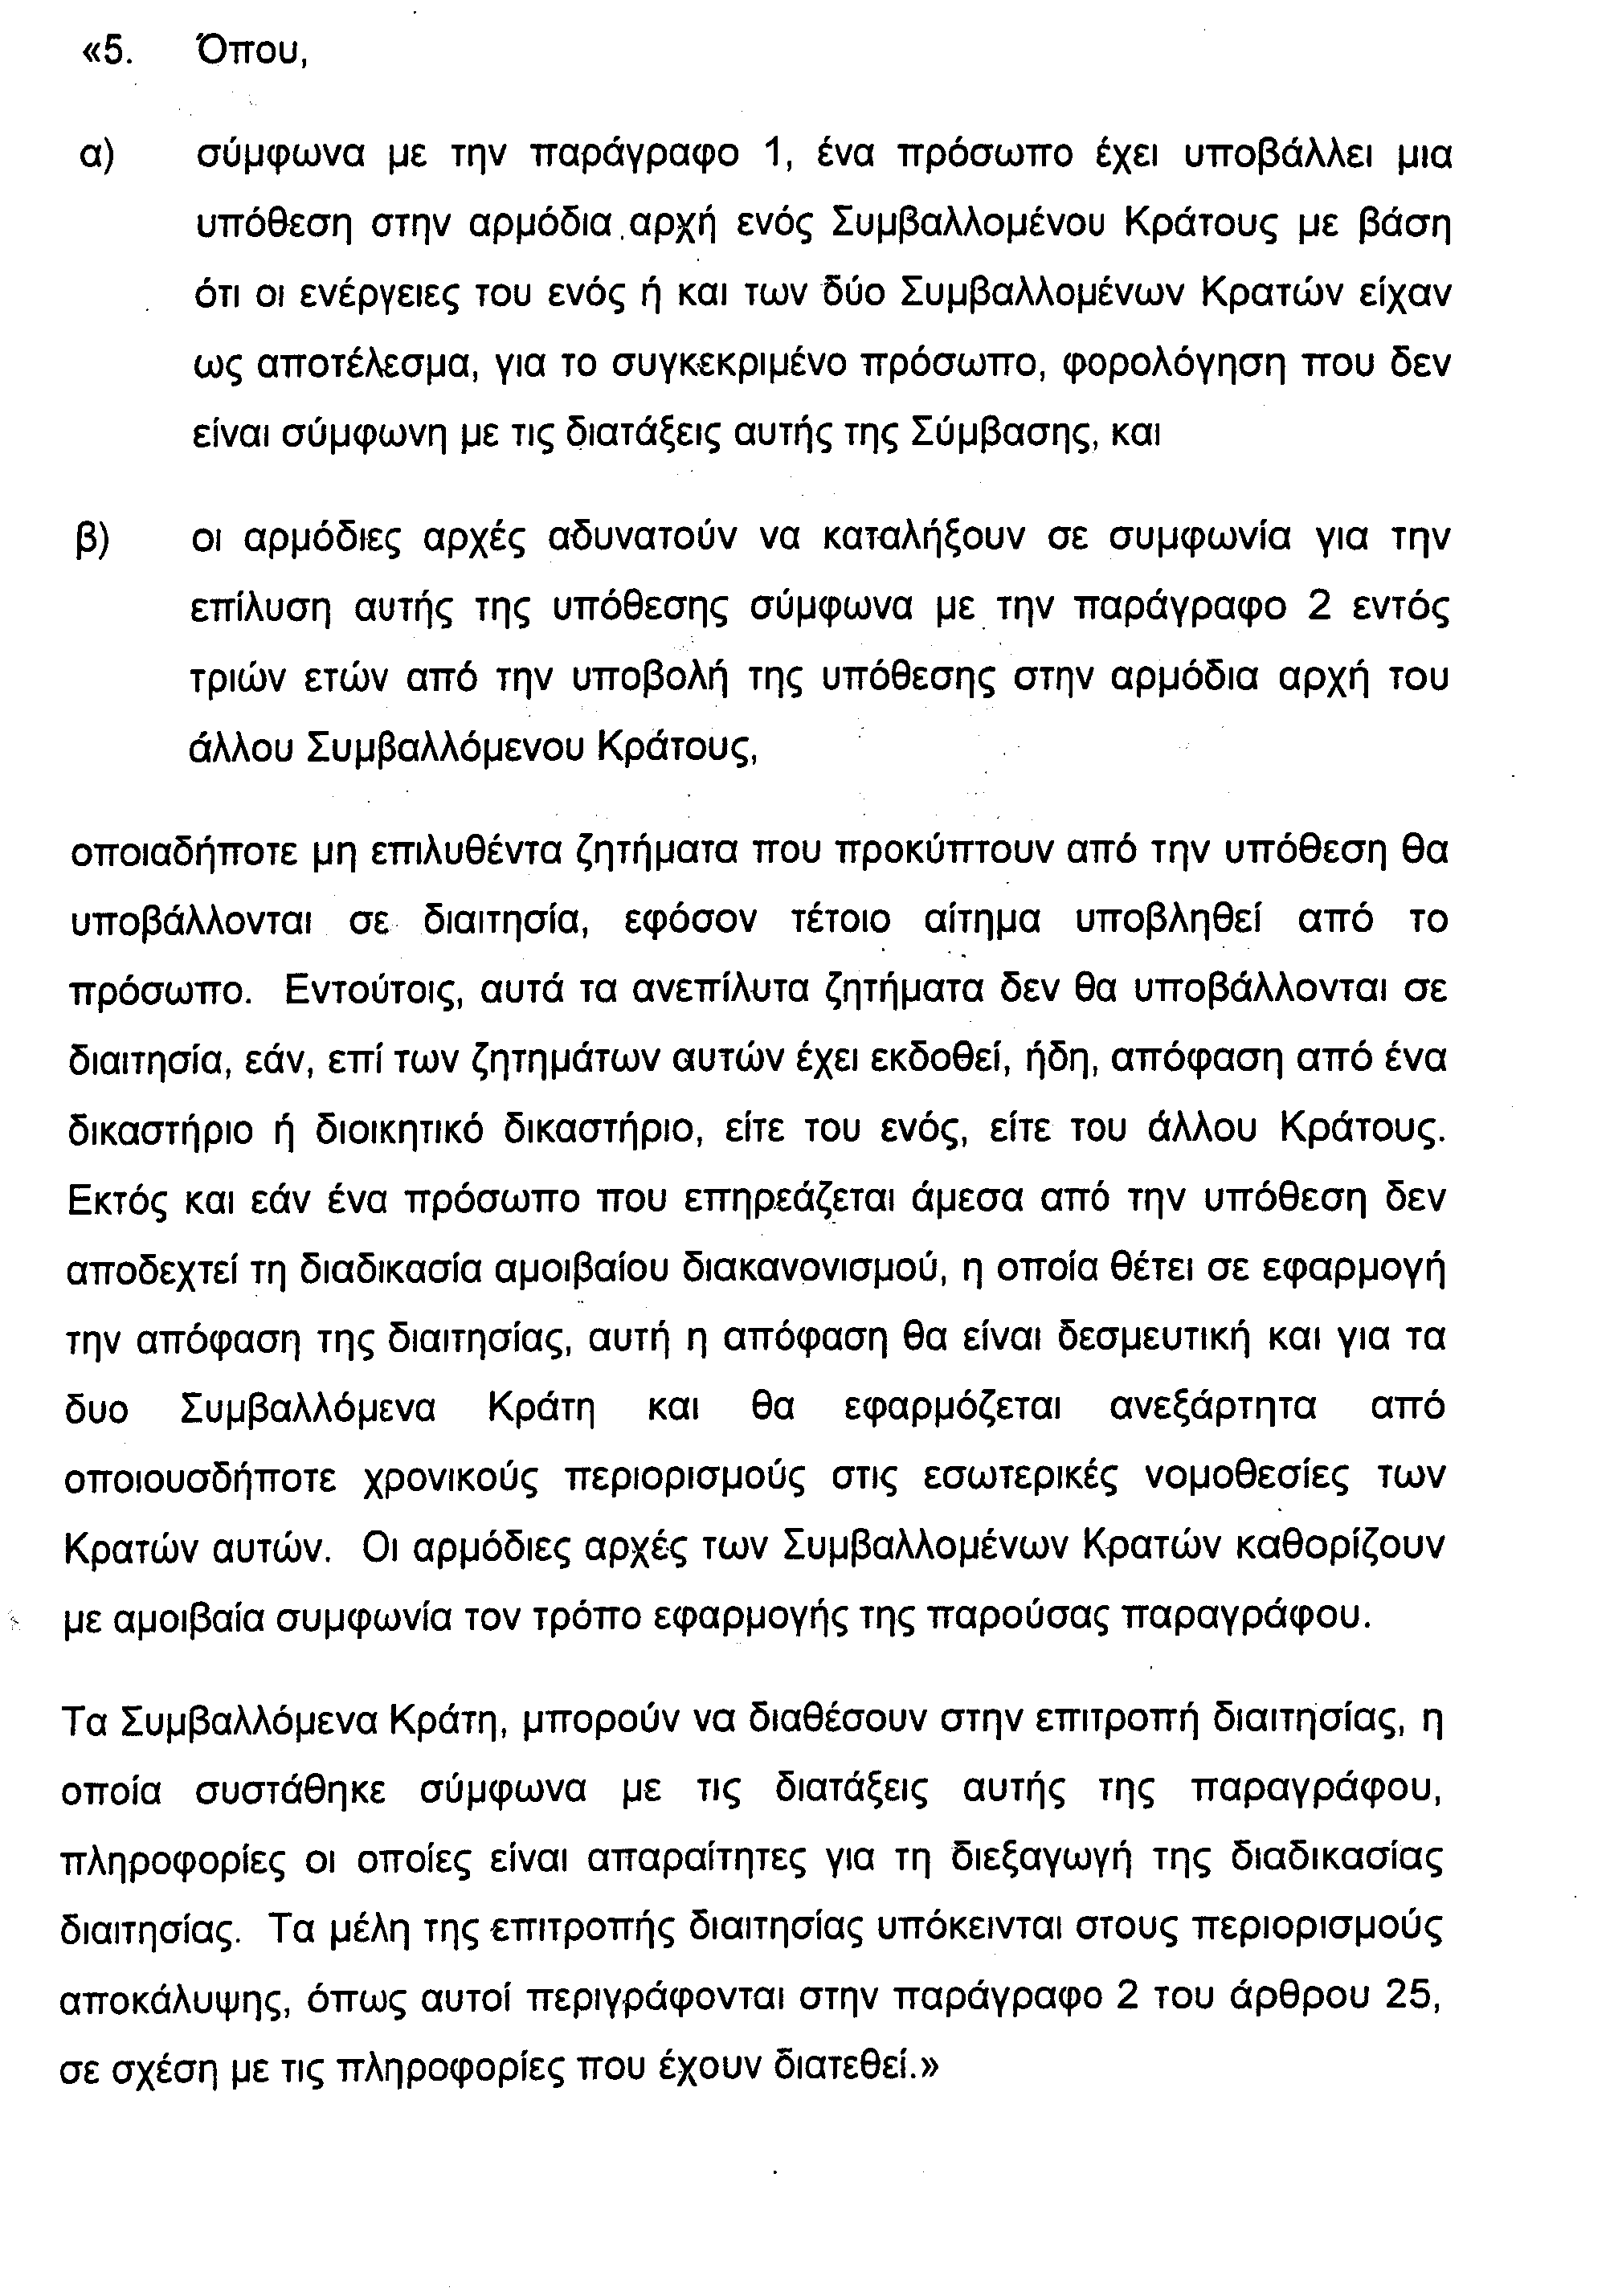 «5. Όπου,
α) σύμφωνα με την παράγραφο 1, ένα πρόσωπο έχει υποβάλλει μια
υπόθεση στην αρμόδια αρχή ενός Συμβαλλομένου Κράτους με βάση
ότι οι ενέργειες του ενός ή και των δύο Συμβαλλομένων Κρατών είχαν
ως αποτέλεσμα, για το συγκεκριμένο πρόσωπο, φορολόγηση που δεν
είναι σύμφωνη με τις διατάξεις αυτής της Σύμβασης, και
β) οι αρμόδιες αρχές αδυνατούν να καταλήξουν σε συμφωνία για την
επίλυση αυτής της υπόθεσης σύμφωνα με την παράγραφο 2 εντός
τριών ετών από την υποβολή της υπόθεσης στην αρμόδια αρχή του
άλλου Συμβαλλόμενου Κράτους,
οποιαδήποτε μη επιλυθέντα ζητήματα που προκύπτουν από την υπόθεση θα
υποβάλλονται σε διαιτησία, εφόσον τέτοιο αίτημα υποβληθεί από το
πρόσωπο. Εντούτοις, αυτά τα ανεπίλυτα ζητήματα δεν θα υποβάλλονται σε
διαιτησία, εάν, επί των ζητημάτων αυτών έχει εκδοθεί, ήδη, απόφαση από ένα
δικαστήριο ή διοικητικό δικαστήριο, είτε του ενός, είτε του άλλου Κράτους.
Εκτός και εάν ένα πρόσωπο που επηρεάζεται άμεσα από την υπόθεση δεν
αποδεχτεί τη διαδικασία αμοιβαίου διακανονισμού, η οποία θέτει σε εφαρμογή
την απόφαση της διαιτησίας, αυτή η απόφαση θα είναι δεσμευτική και για τα
δυο Συμβαλλόμενα Κράτη και θα εφαρμόζεται ανεξάρτητα από
οποιουσδήποτε χρονικούς περιορισμούς στις εσωτερικές νομοθεσίες των
Κρατών αυτών. Οι αρμόδιες αρχές των Συμβαλλομένων Κρατών καθορίζουν
με αμοιβαία συμφωνία τον τρόπο εφαρμογής της παρούσας παραγράφου.
Τα Συμβαλλόμενα Κράτη, μπορούν να διαθέσουν στην επιτροπή διαιτησίας, η
οποία συστάθηκε σύμφωνα με τις διατάξεις αυτής της παραγράφου,
πληροφορίες οι οποίες είναι απαραίτητες για τη διεξαγωγή της διαδικασίας
διαιτησίας. Τα μέλη της επιτροπής διαιτησίας υπόκεινται στους περιορισμούς
αποκάλυψης, όπως αυτοί περιγράφονται στην παράγραφο 2 του άρθρου 25,
σε σχέση με τις πληροφορίες που έχουν διατεθεί.»